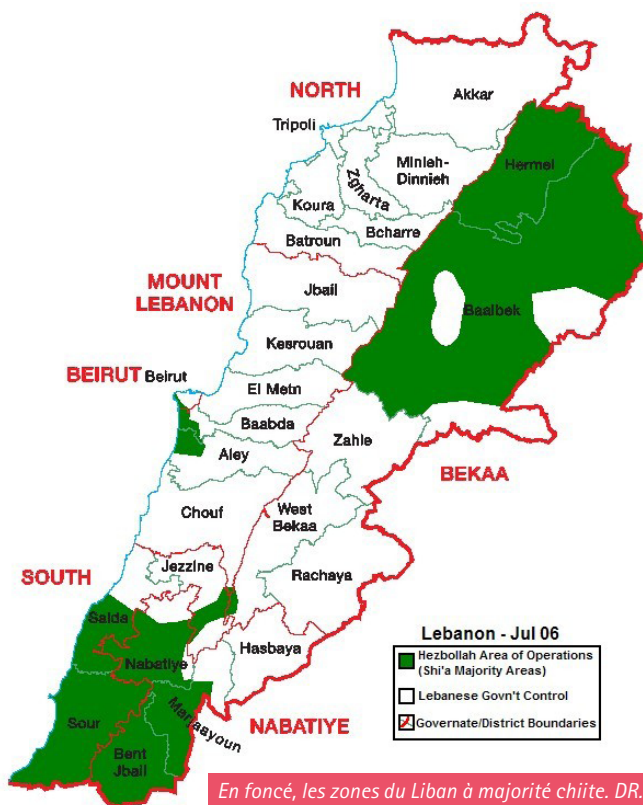 NORTH
Akkar
Tripoli
Minieh-
Dinnieh
Zgharta
Hermel
Koura
Bcharre
Batroun
MOUNT
LEBANON
Jbail
Baalbek
Kesrouan
BEIRUT Beirut
El Metn
Baabda
Zahle
Aley
BEKAA
Chouf
West
Bekaa
Jezzine
SOUTH
Rachaya
Saida
Hasbaya
Nabatiye
Marjaayoun
NABATIYE
Sour
Bent
Jbail
Lebanon - Jul 06
Hezbollah Area of Operations
(Shi'a Majority Areas)
Lebanese Govn't Control
Governate/District Boundaries
En foncé, les zones du Liban à majorité chiite. DR.